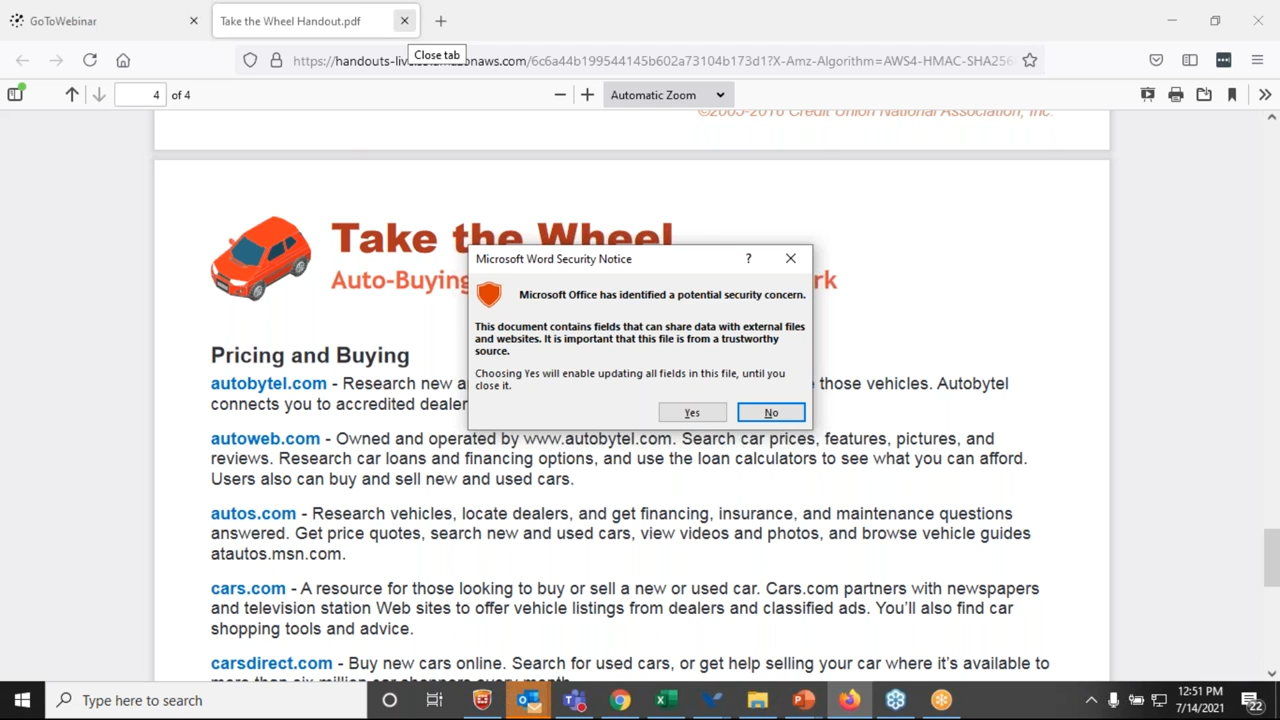 GoToWebinar
Take the Wheel Handout.pdf
Close tab
https://handouts-live.s3.amazonaws.com/6c6a44b199544145b602a73104b173d1?X-Amz-Algorithm=AWS4-HMAC-SHA256
4 of 4
Automatic Zoom
©2005-2016 Credit Union National Association, Inc.
Take the Wheel
Auto-Buying
Microsoft Word Security Notice
?
Microsoft Office has identified a potential security concern.
This document contains fields that can share data with external files
and websites. It is important that this file is from a trustworthy
source.
Choosing Yes will enable updating all fields in this file, until you
close it.
Yes No
Pricing and Buying
autobytel.com - Research new a those vehicles. Autobytel
connects you to accredited dealer
autoweb.com - Owned and operated by www.autobytel.com. Search car prices, features, pictures, and
reviews. Research car loans and financing options, and use the loan calculators to see what you can afford.
Users also can buy and sell new and used cars.
autos.com - Research vehicles, locate dealers, and get financing, insurance, and maintenance questions
answered. Get price quotes, search new and used cars, view videos and photos, and browse vehicle guides
atautos.msn.com.
cars.com - A resource for those looking to buy or sell a new or used car. Cars.com partners with newspapers
and television station Web sites to offer vehicle listings from dealers and classified ads. You'll also find car
shopping tools and advice.
carsdirect.com - Buy new cars online. Search for used cars, or get help selling your car where it's available to
more than six million car shoppers every month.
Type here to search
12:51 PM
7/14/2021
22